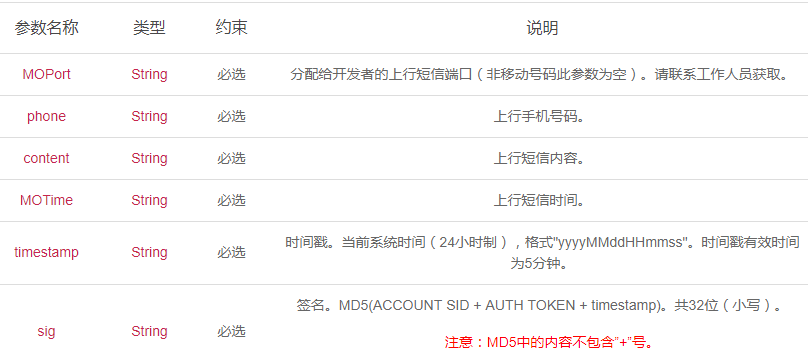 参数名称 类型 约束 说明
MOPort String 必选 分配给开发者的上行短信端口（非移动号码此参数为空）。请联系工作人员获取。
phone String 必选 上行手机号码。
content String 必选 上行短信内容。
MOTime String 必选 上行短信时间。
timestamp String 必选 时间戳。当前系统时间（24小时制），格式"yyyyMMddHHmmss"。时间戳有效时间
为5分钟。
sig String 必选 签名。MD5(ACCOUNT SID + AUTH TOKEN + timestamp)。共32位（小写）。
注意：MD5中的内容不包含"+"号。